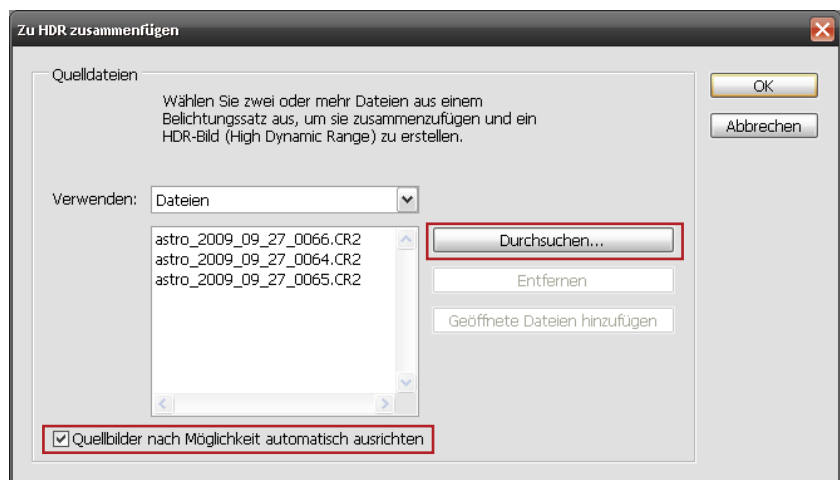 Zu HDR zusammenfügen
Quelldateien
Wählen Sie zwei oder mehr Dateien aus einem
Belichtungssatz aus, um sie zusammenzufügen und ein
HDR-Bild (High Dynamic Range) zu erstellen.
OK
Abbrechen
Verwenden: Dateien
astro_2009_09_27_0066.CR2
astro_2009_09_27_0064.CR2
astro_2009_09_27_0065.CR2
Durchsuchen...
Entfernen
Geöffnete Dateien hinzufügen
Quellbilder nach Möglichkeit automatisch ausrichten